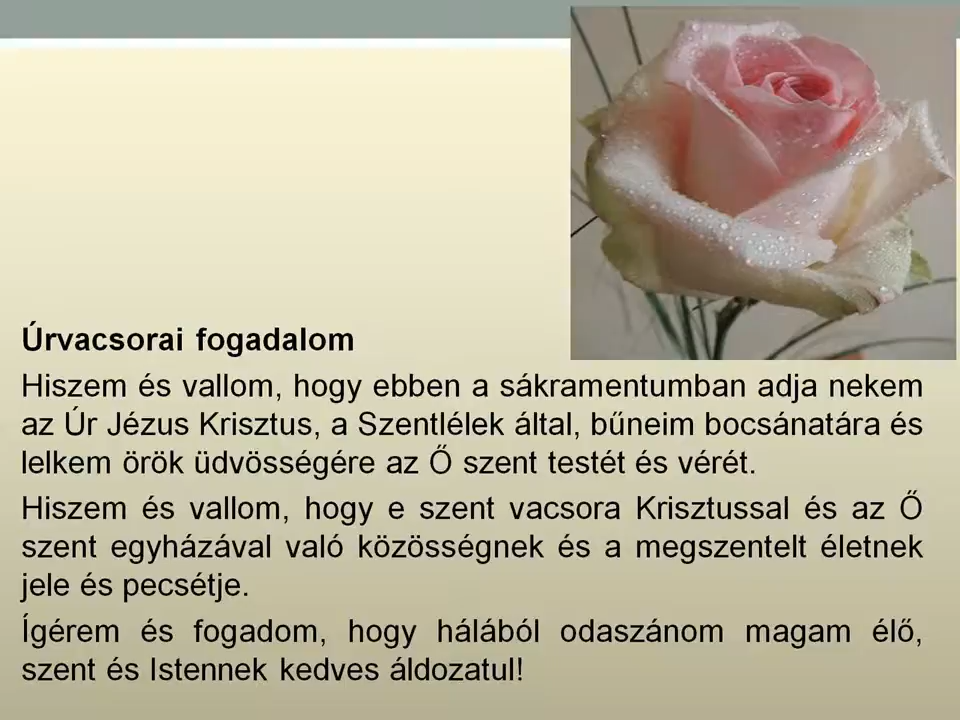 Úrvacsorai fogadalom
Hiszem és vallom, hogy ebben a sákramentumban adja nekem
az Úr Jézus Krisztus, a Szentlélek által, bűneim bocsánatára és
lelkem örök üdvösségére az Ő szent testét és vérét.
Hiszem és vallom, hogy e szent vacsora Krisztussal és az Ő
szent egyházával való közösségnek és a megszentelt életnek
jele és pecsétje.
Ígérem és fogadom, hogy hálából odaszánom magam élő,
szent és Istennek kedves áldozatul!